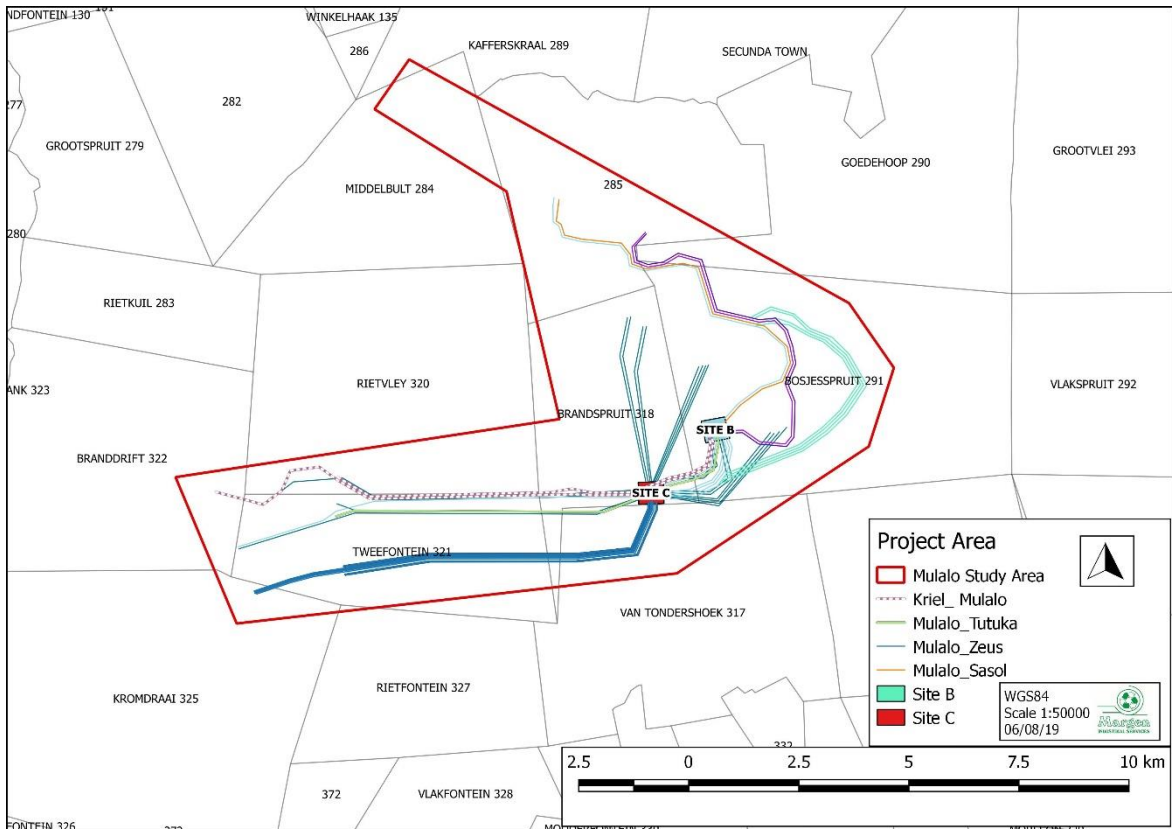 NDFONTEIN 130
WINKELHAAK 135
286
KAFFERSKRAAL 289
SECUNDA TOWN
277
282
GROOTSPRUIT 279
MIDDELBULT 284
285
GOEDEHOOP 290
GROOTVLEI 293
280
RIETKUIL 283
ANK 323
RIETVLEY 320
BOSJESSPRUIT 291
VLAKSPRUIT 292
BRANDSPRUIT 318
SITE B
BRANDDRIFT 322
SITE C
TWEEFONTEIN 321
VAN TONDERSHOEK 317
KROMDRAAI 325
RIETFONTEIN 327
332
372
VLAKFONTEIN 328
FONTEIN 326
Project Area
Mulalo Study Area
Kriel_ Mulalo
Mulalo_Tutuka
Mulalo_Zeus
Mulalo_Sasol
Site B
Site C
WGS84
Scale 1:50000
06/08/19
Margen
INDUSTRIAL SERVICES
2.5 0 2.5 5 7.5 10 km